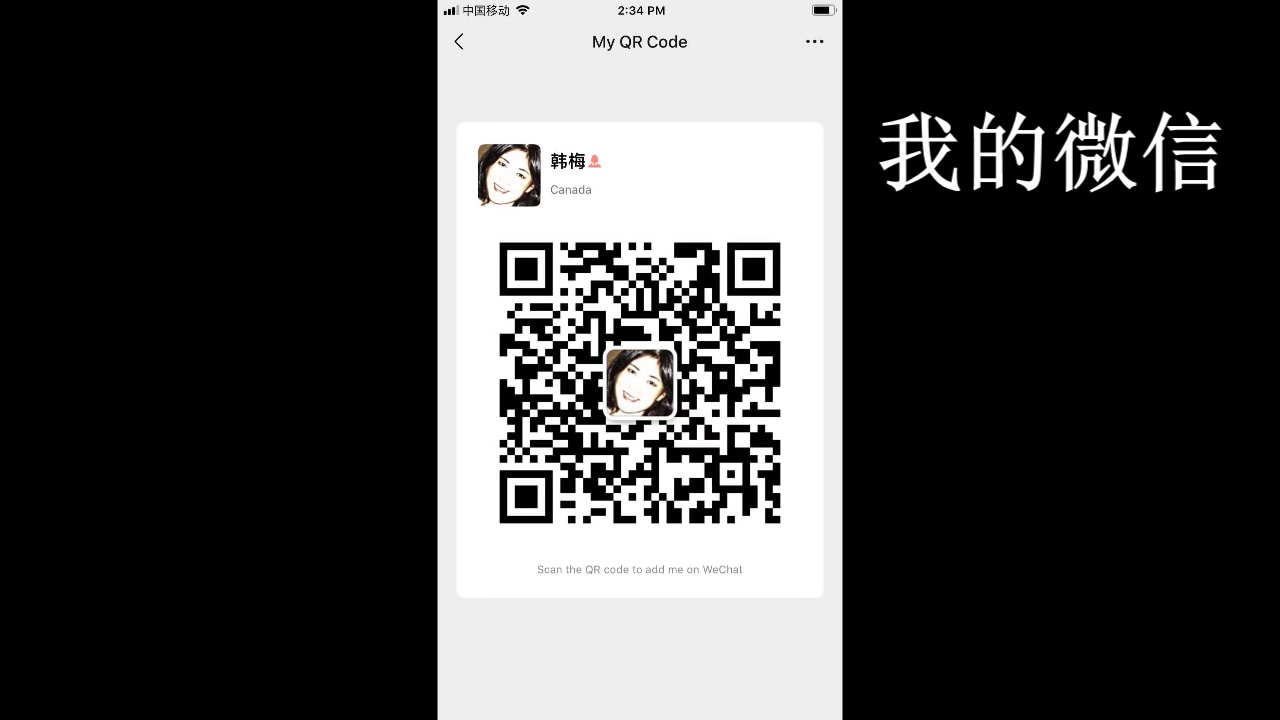 中国移动
2:34 PM
My QR Code
韩梅
Canada
Scan the QR code to add me on WeChat
我的微信